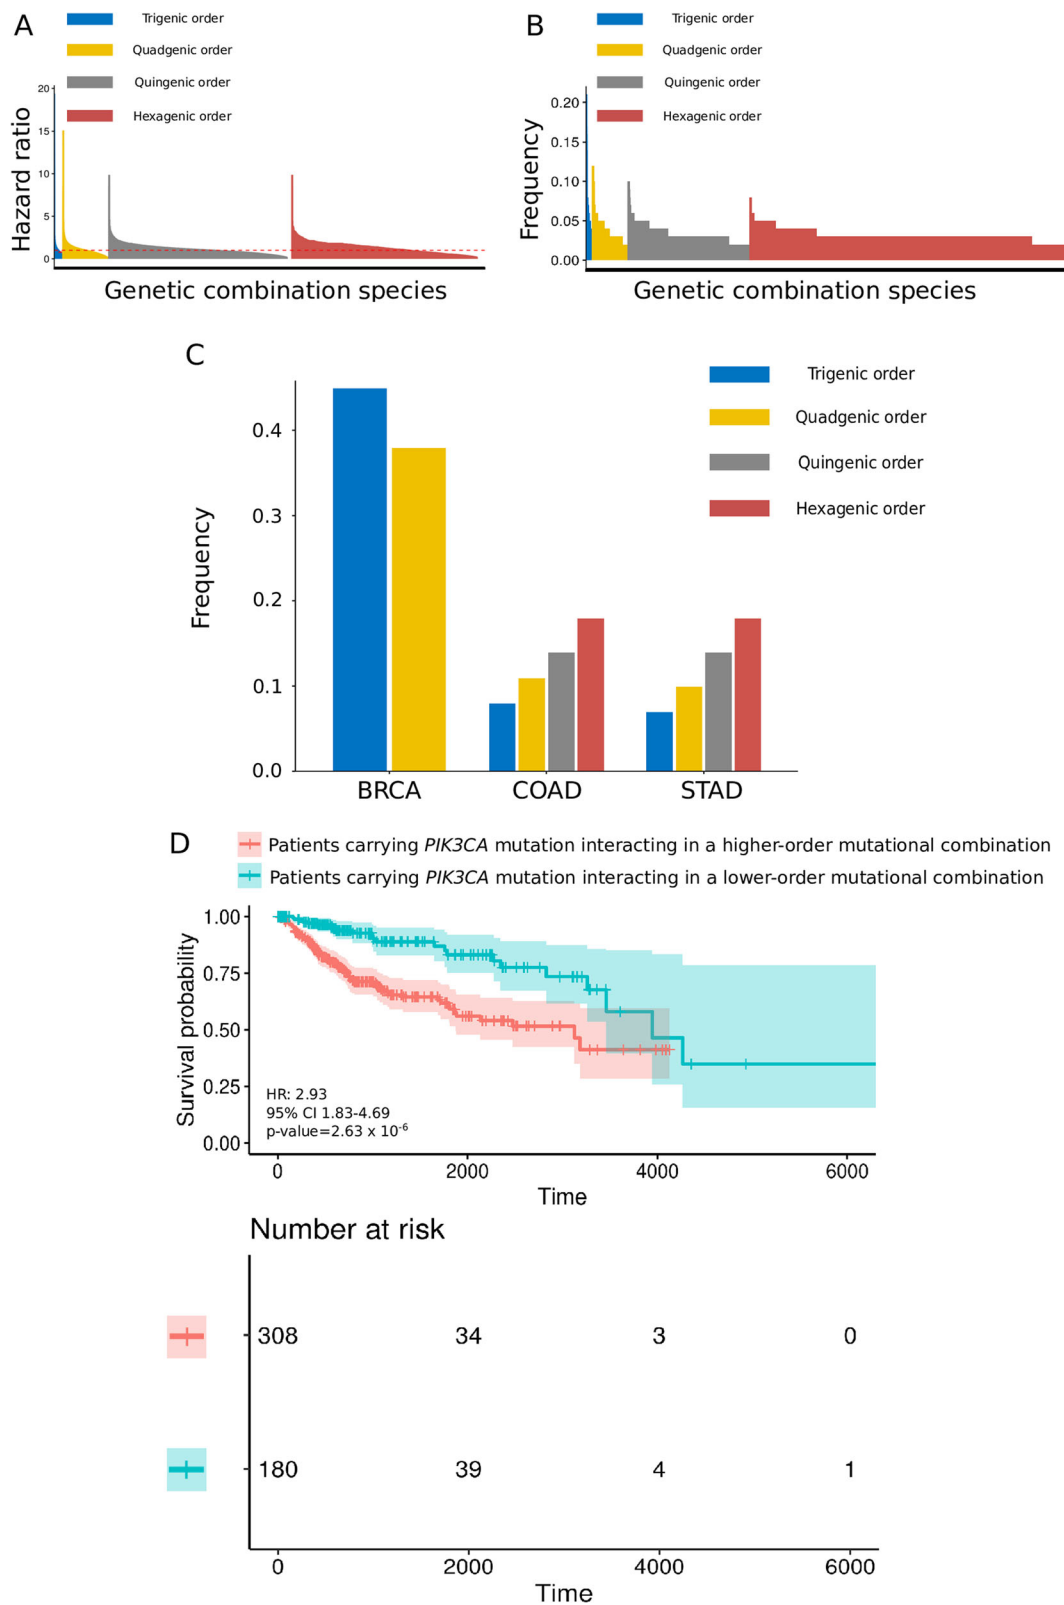 A
Trigenic order
Quadgenic order
Quingenic order
Hexagenic order
20
15
10
5
0
Hazard ratio
Genetic combination species
B
Trigenic order
Quadgenic order
Quingenic order
Hexagenic order
0.20
0.15
0.10
0.05
0.00
Frequency
Genetic combination species
C
Trigenic order
Quadgenic order
Quingenic order
Hexagenic order
0.4
0.3
0.2
0.1
0.0
Frequency
BRCA COAD STAD
D
Patients carrying PIK3CA mutation interacting in a higher-order mutational combination
Patients carrying PIK3CA mutation interacting in a lower-order mutational combination
1.00
0.75
0.50
0.25
0.00
Survival probability
HR: 2.93
95% CI 1.83-4.69
p-value=2.63 x 10⁻⁶
0 2000 4000 6000
Time
Number at risk
308 34 3 0
180 39 4 1
0 2000 4000 6000
Time